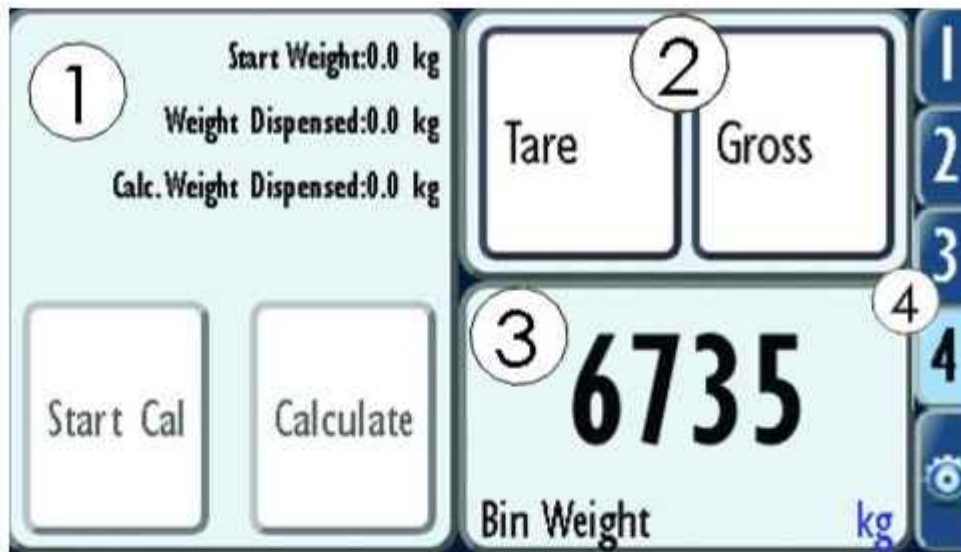 1
Start Weight:0.0 kg
Weight Dispensed:0.0 kg
Calc.Weight Dispensed:0.0 kg
Start Cal
Calculate
2
Tare
Gross
3
6735
Bin Weight
kg
1
2
3
4
4